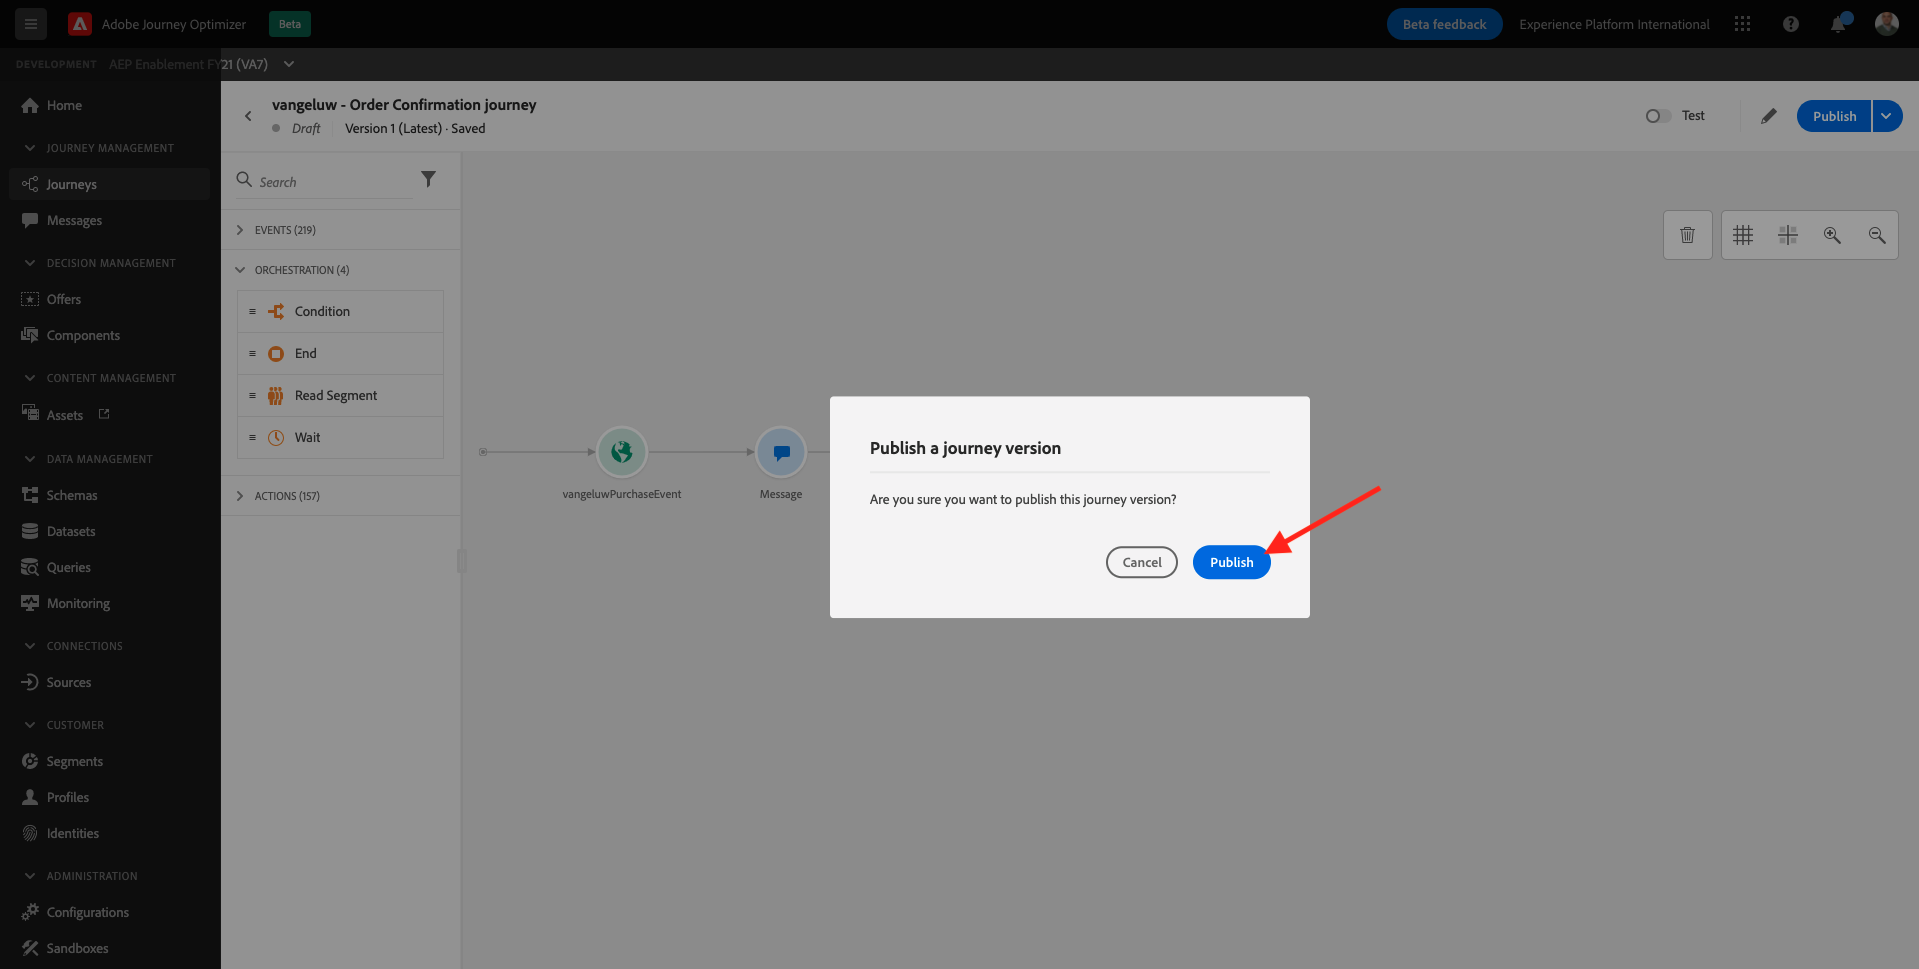 Adobe Journey Optimizer
Beta
Beta feedback
Experience Platform International
DEVELOPMENT
AEP Enablement FY21 (VA7)
Home
JOURNEY MANAGEMENT
Journeys
Messages
DECISION MANAGEMENT
Offers
Components
CONTENT MANAGEMENT
Assets
DATA MANAGEMENT
Schemas
Datasets
Queries
Monitoring
CONNECTIONS
Sources
CUSTOMER
Segments
Profiles
Identities
ADMINISTRATION
Configurations
Sandboxes
vangeluw - Order Confirmation journey
Draft
Version 1 (Latest) · Saved
Test
Publish
Search
EVENTS (219)
ORCHESTRATION (4)
Condition
End
Read Segment
Wait
ACTIONS (157)
vangeluwPurchaseEvent
Message
Publish a journey version
Are you sure you want to publish this journey version?
Cancel
Publish